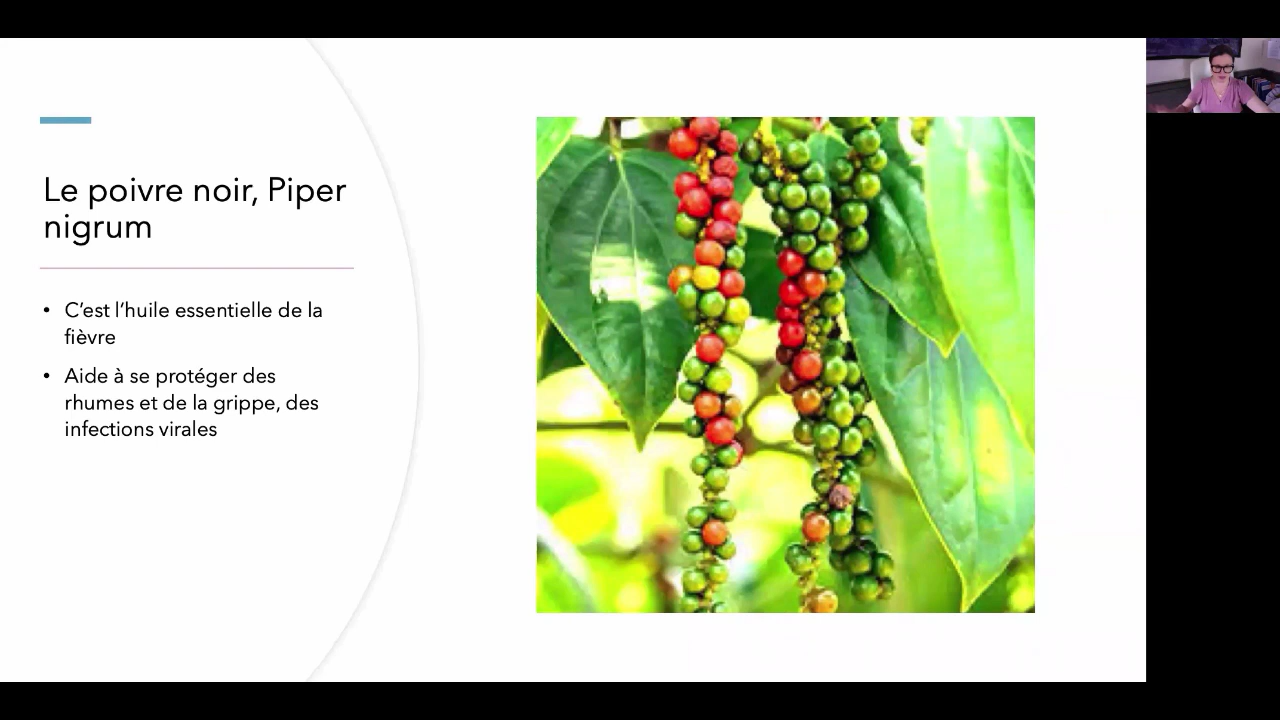 Le poivre noir, Piper
nigrum
• C’est l’huile essentielle de la
fièvre
• Aide à se protéger des
rhumes et de la grippe, des
infections virales